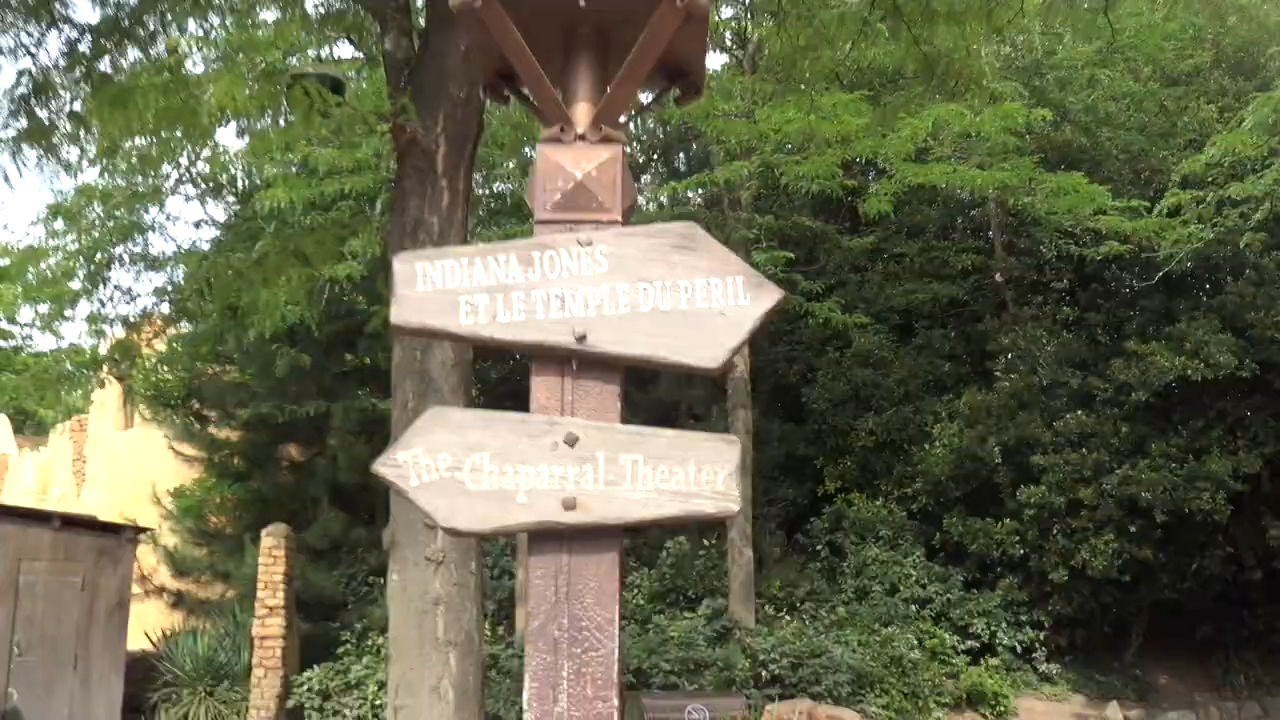 INDIANA JONES
ET LE TEMPLE DU PERIL
The Chaparral Theater